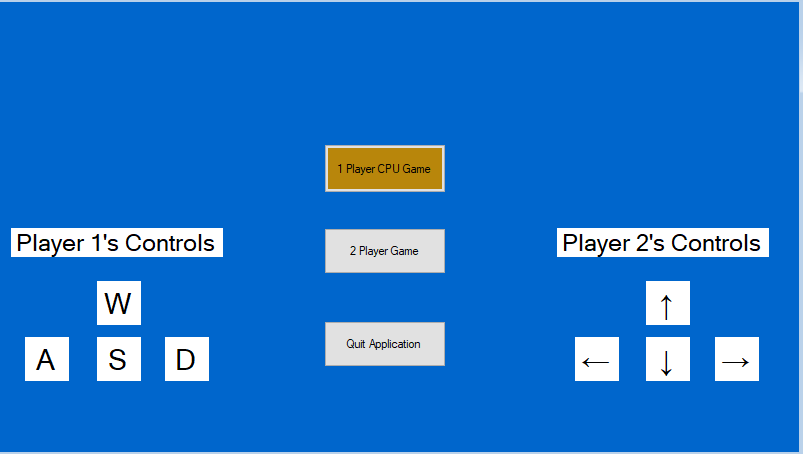 1 Player CPU Game
Player 1's Controls
2 Player Game
Player 2's Controls
W
↑
A S D
← ↓ →
Quit Application